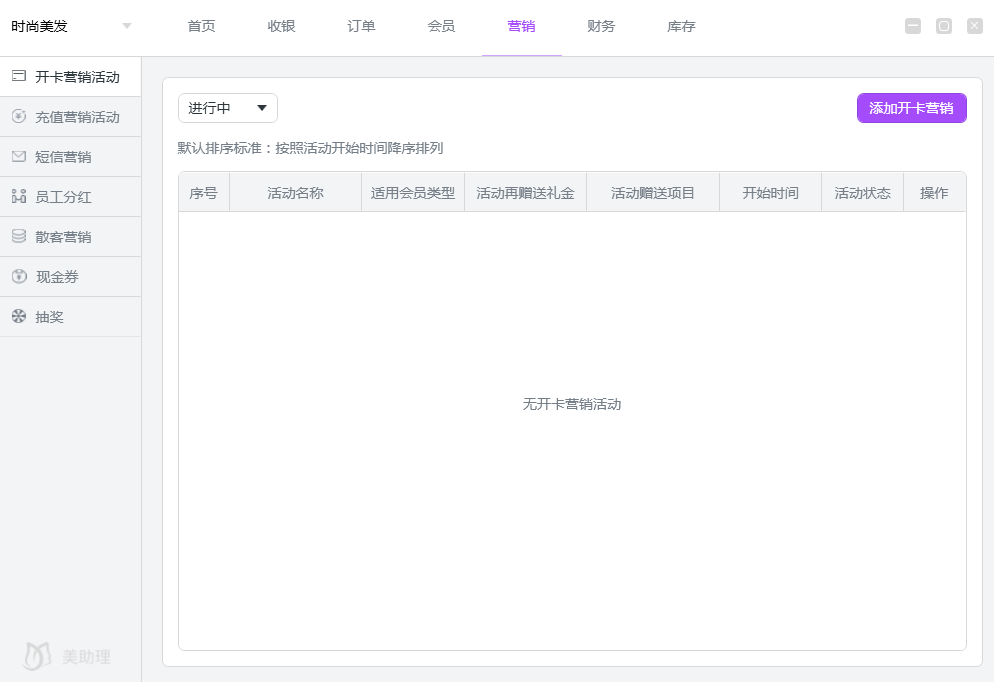 时尚美发 首页 收银 订单 会员 营销 财务 库存
开卡营销活动
充值营销活动
短信营销
员工分红
散客营销
现金券
抽奖
美助理
进行中 添加开卡营销
默认排序标准：按照活动开始时间降序排列
序号 活动名称 适用会员类型 活动再赠送礼金 活动赠送项目 开始时间 活动状态 操作
无开卡营销活动